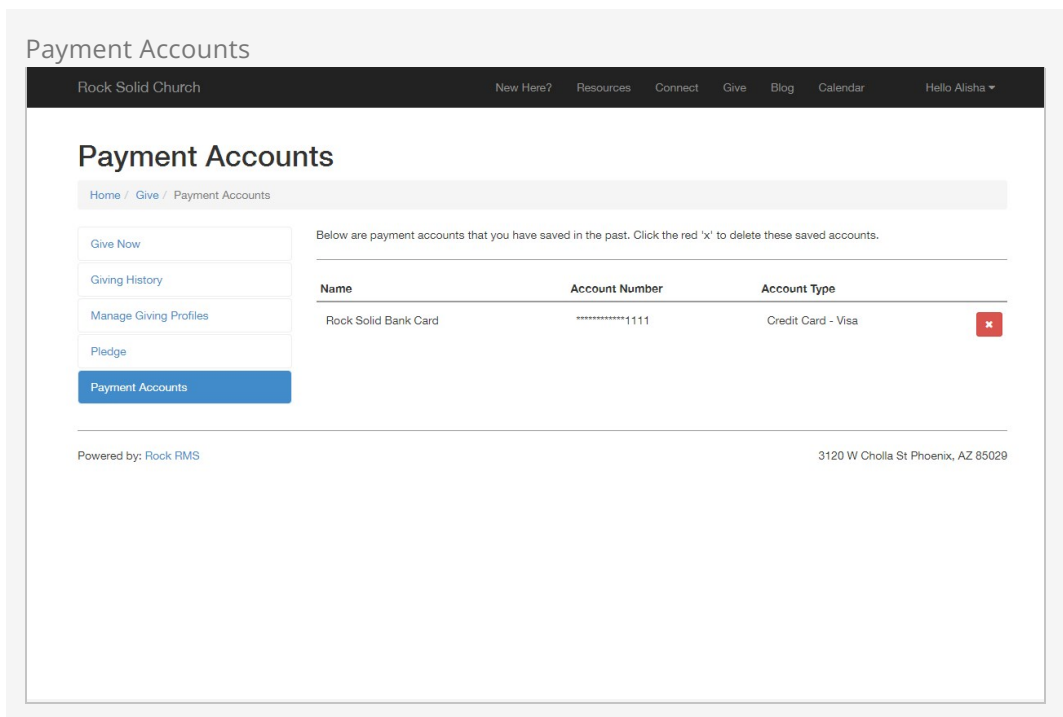 Payment Accounts
Rock Solid Church New Here? Resources Connect Give Blog Calendar Hello Alisha
Payment Accounts
Home / Give / Payment Accounts
Give Now
Giving History
Manage Giving Profiles
Pledge
Payment Accounts
Below are payment accounts that you have saved in the past. Click the red 'x' to delete these saved accounts.
Name Account Number Account Type
Rock Solid Bank Card ************1111 Credit Card - Visa
Powered by: Rock RMS 3120 W Cholla St Phoenix, AZ 85029